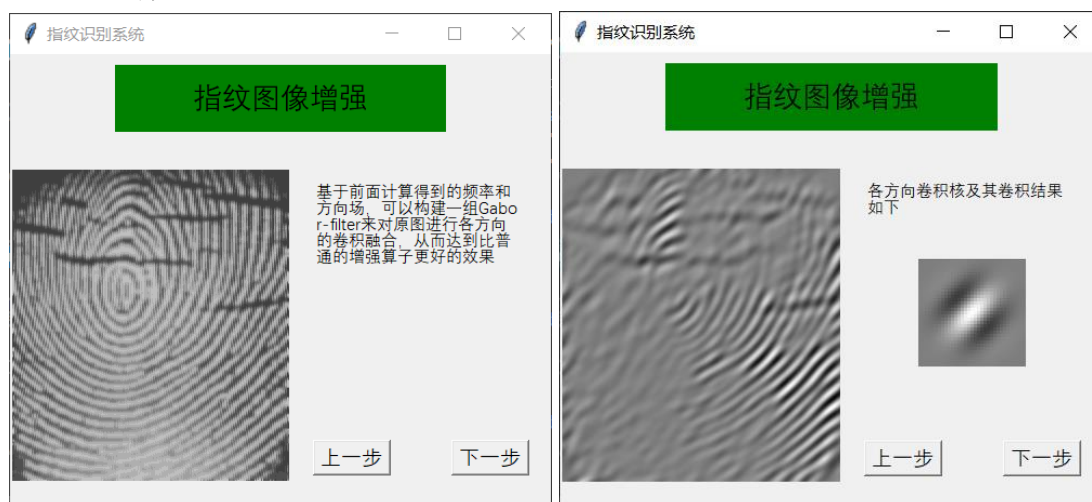 指纹识别系统
指纹图像增强
基于前面计算得到的频率和
方向场，可以构建一组Gabo
r-filter来对原图进行各方向
的卷积融合，从而达到比普
通的增强算子更好的效果
上一步
下一步
指纹识别系统
指纹图像增强
各方向卷积核及其卷积结果
如下
上一步
下一步